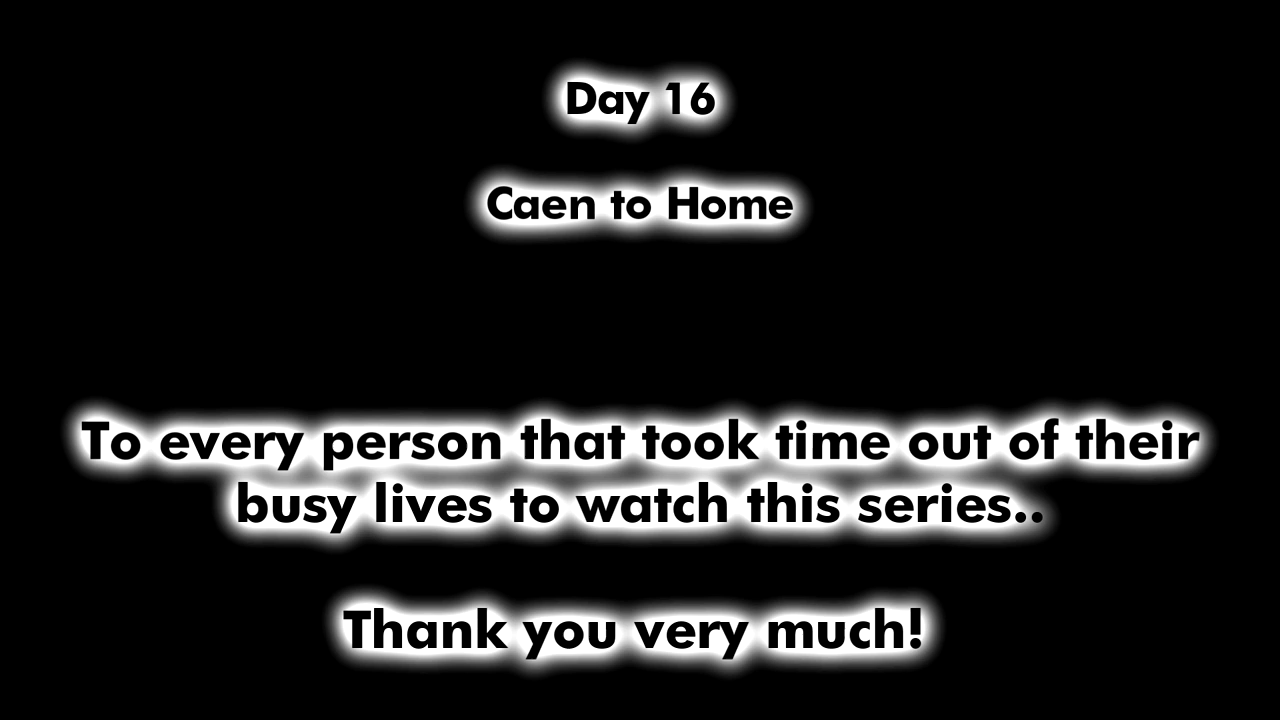 Day 16
Caen to Home
To every person that took time out of their
busy lives to watch this series..
Thank you very much!